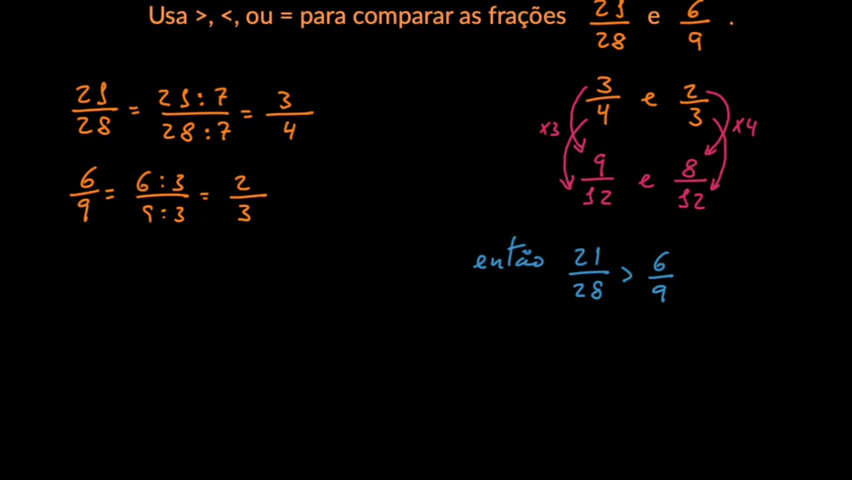 Usa >, <, ou = para comparar as frações 21/28 e 6/9 .
21/28 = 21:7/28:7 = 3/4
6/9 = 6:3/9:3 = 2/3
3/4 e 2/3
x3 x4
9/12 e 8/12
então 21/28 > 6/9